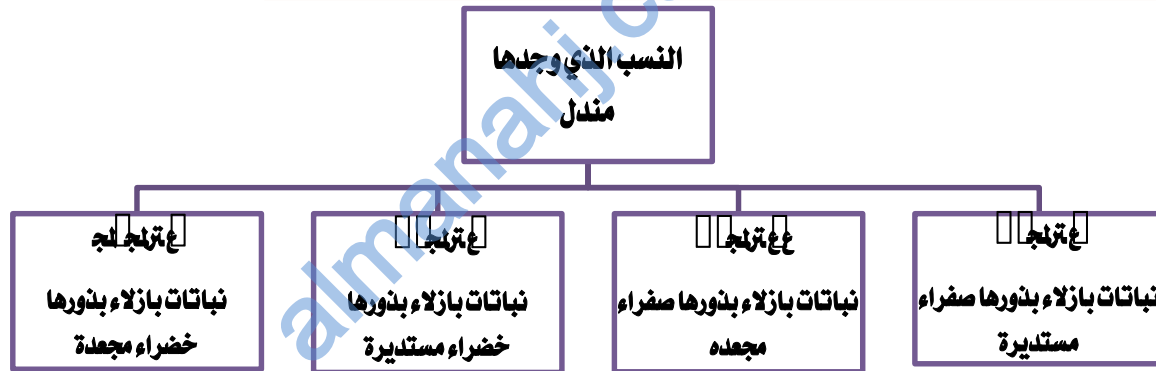 النسب الذي وجدها
مندل
نباتات بازلاء بذورها صفراء
مستديرة
نباتات بازلاء بذورها صفراء
مجعده
نباتات بازلاء بذورها
خضراء مستديرة
نباتات بازلاء بذورها
خضراء مجعدة